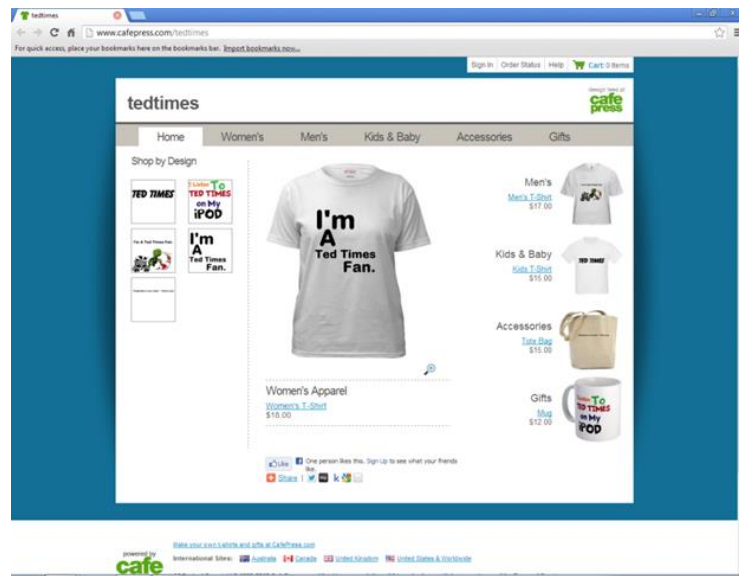 tedtimes
www.cafepress.com/tedtimes
For quick access, place your bookmarks here on the bookmarks bar. Import bookmarks now...
Sign In Order Status Help Cart: 0 items
tedtimes
cafe
press
Home Women's Men's Kids & Baby Accessories Gifts
Shop by Design
TED TIMES
I Listen To
TED TIMES
on My
iPOD
I'm A Ted Times Fan.
I'm
A
Ted Times
Fan.
I'm
A
Ted Times
Fan.
Women's Apparel
Women's T-Shirt
$18.00
Men's
Men's T-Shirt
$17.00
Kids & Baby
Kids T-Shirt
$15.00
TED TIMES
Accessories
Tote Bag
$15.00
Gifts
Mug
$12.00
I Listen To
TED TIMES
on My
iPOD
Like One person likes this. Sign Up to see what your friends
like.
Share
Make your own t-shirts and gifts at CafePress.com
powered by
cafe
International Sites: Australia Canada United Kingdom United States & Worldwide